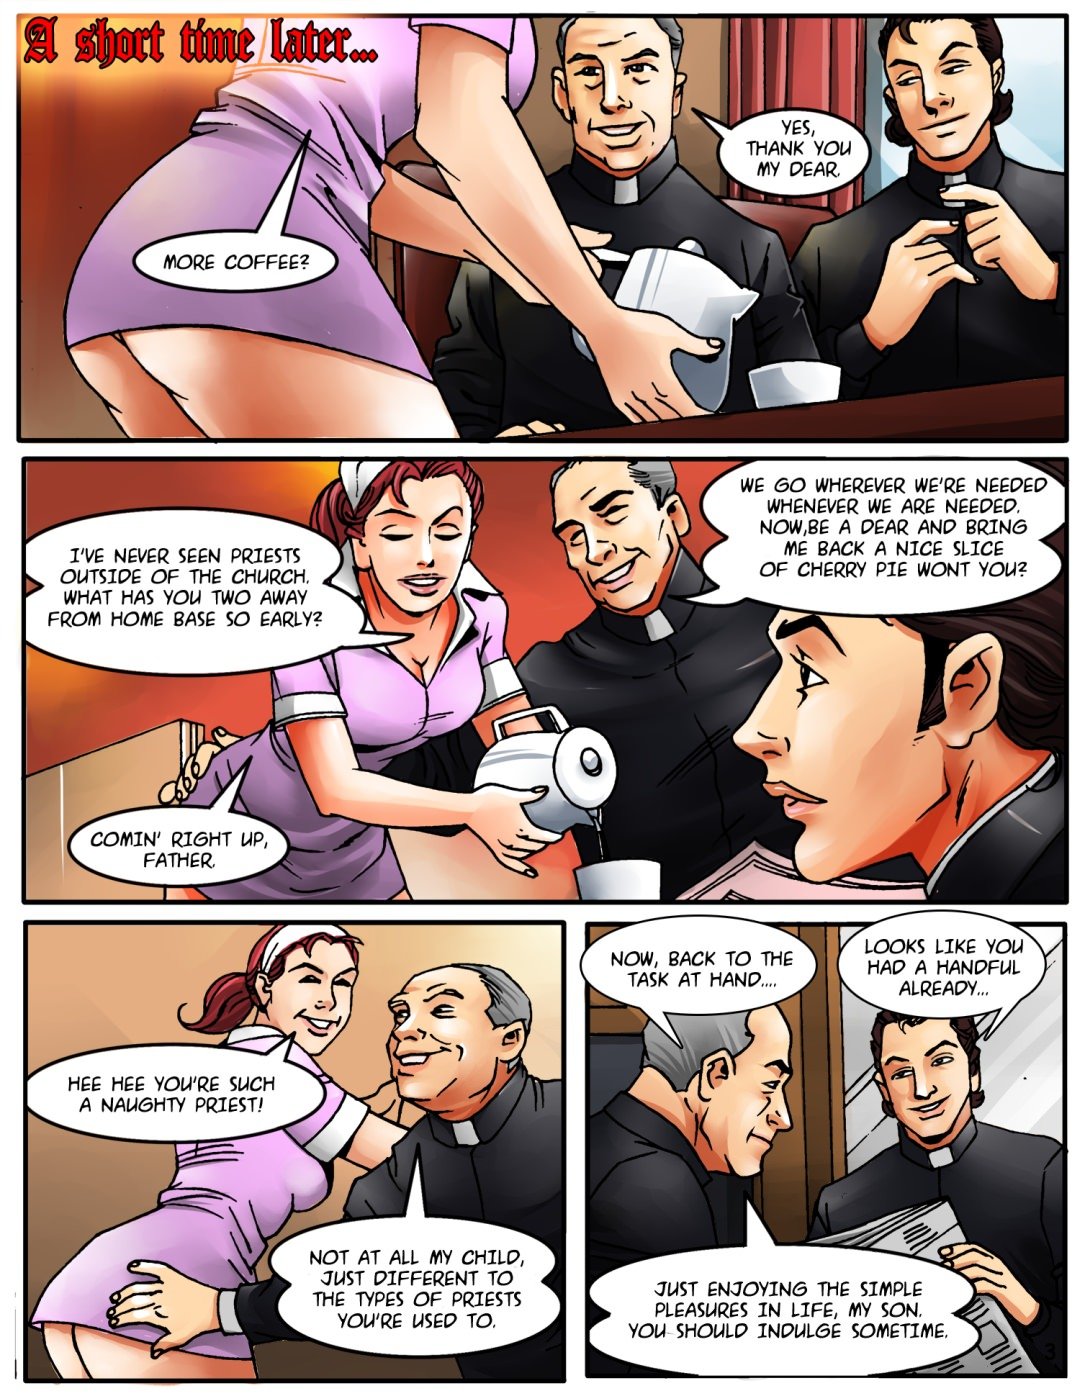 A short time later...
MORE COFFEE?
YES,
THANK YOU
MY DEAR.
I'VE NEVER SEEN PRIESTS
OUTSIDE OF THE CHURCH.
WHAT HAS YOU TWO AWAY
FROM HOME BASE SO EARLY?
WE GO WHEREVER WE'RE NEEDED
WHENEVER WE ARE NEEDED.
NOW,BE A DEAR AND BRING
ME BACK A NICE SLICE
OF CHERRY PIE WONT YOU?
COMIN' RIGHT UP,
FATHER.
HEE HEE YOU'RE SUCH
A NAUGHTY PRIEST!
NOT AT ALL MY CHILD,
JUST DIFFERENT TO
THE TYPES OF PRIESTS
YOU'RE USED TO.
NOW, BACK TO THE
TASK AT HAND....
LOOKS LIKE YOU
HAD A HANDFUL
ALREADY...
JUST ENJOYING THE SIMPLE
PLEASURES IN LIFE, MY SON.
YOU SHOULD INDULGE SOMETIME.
3